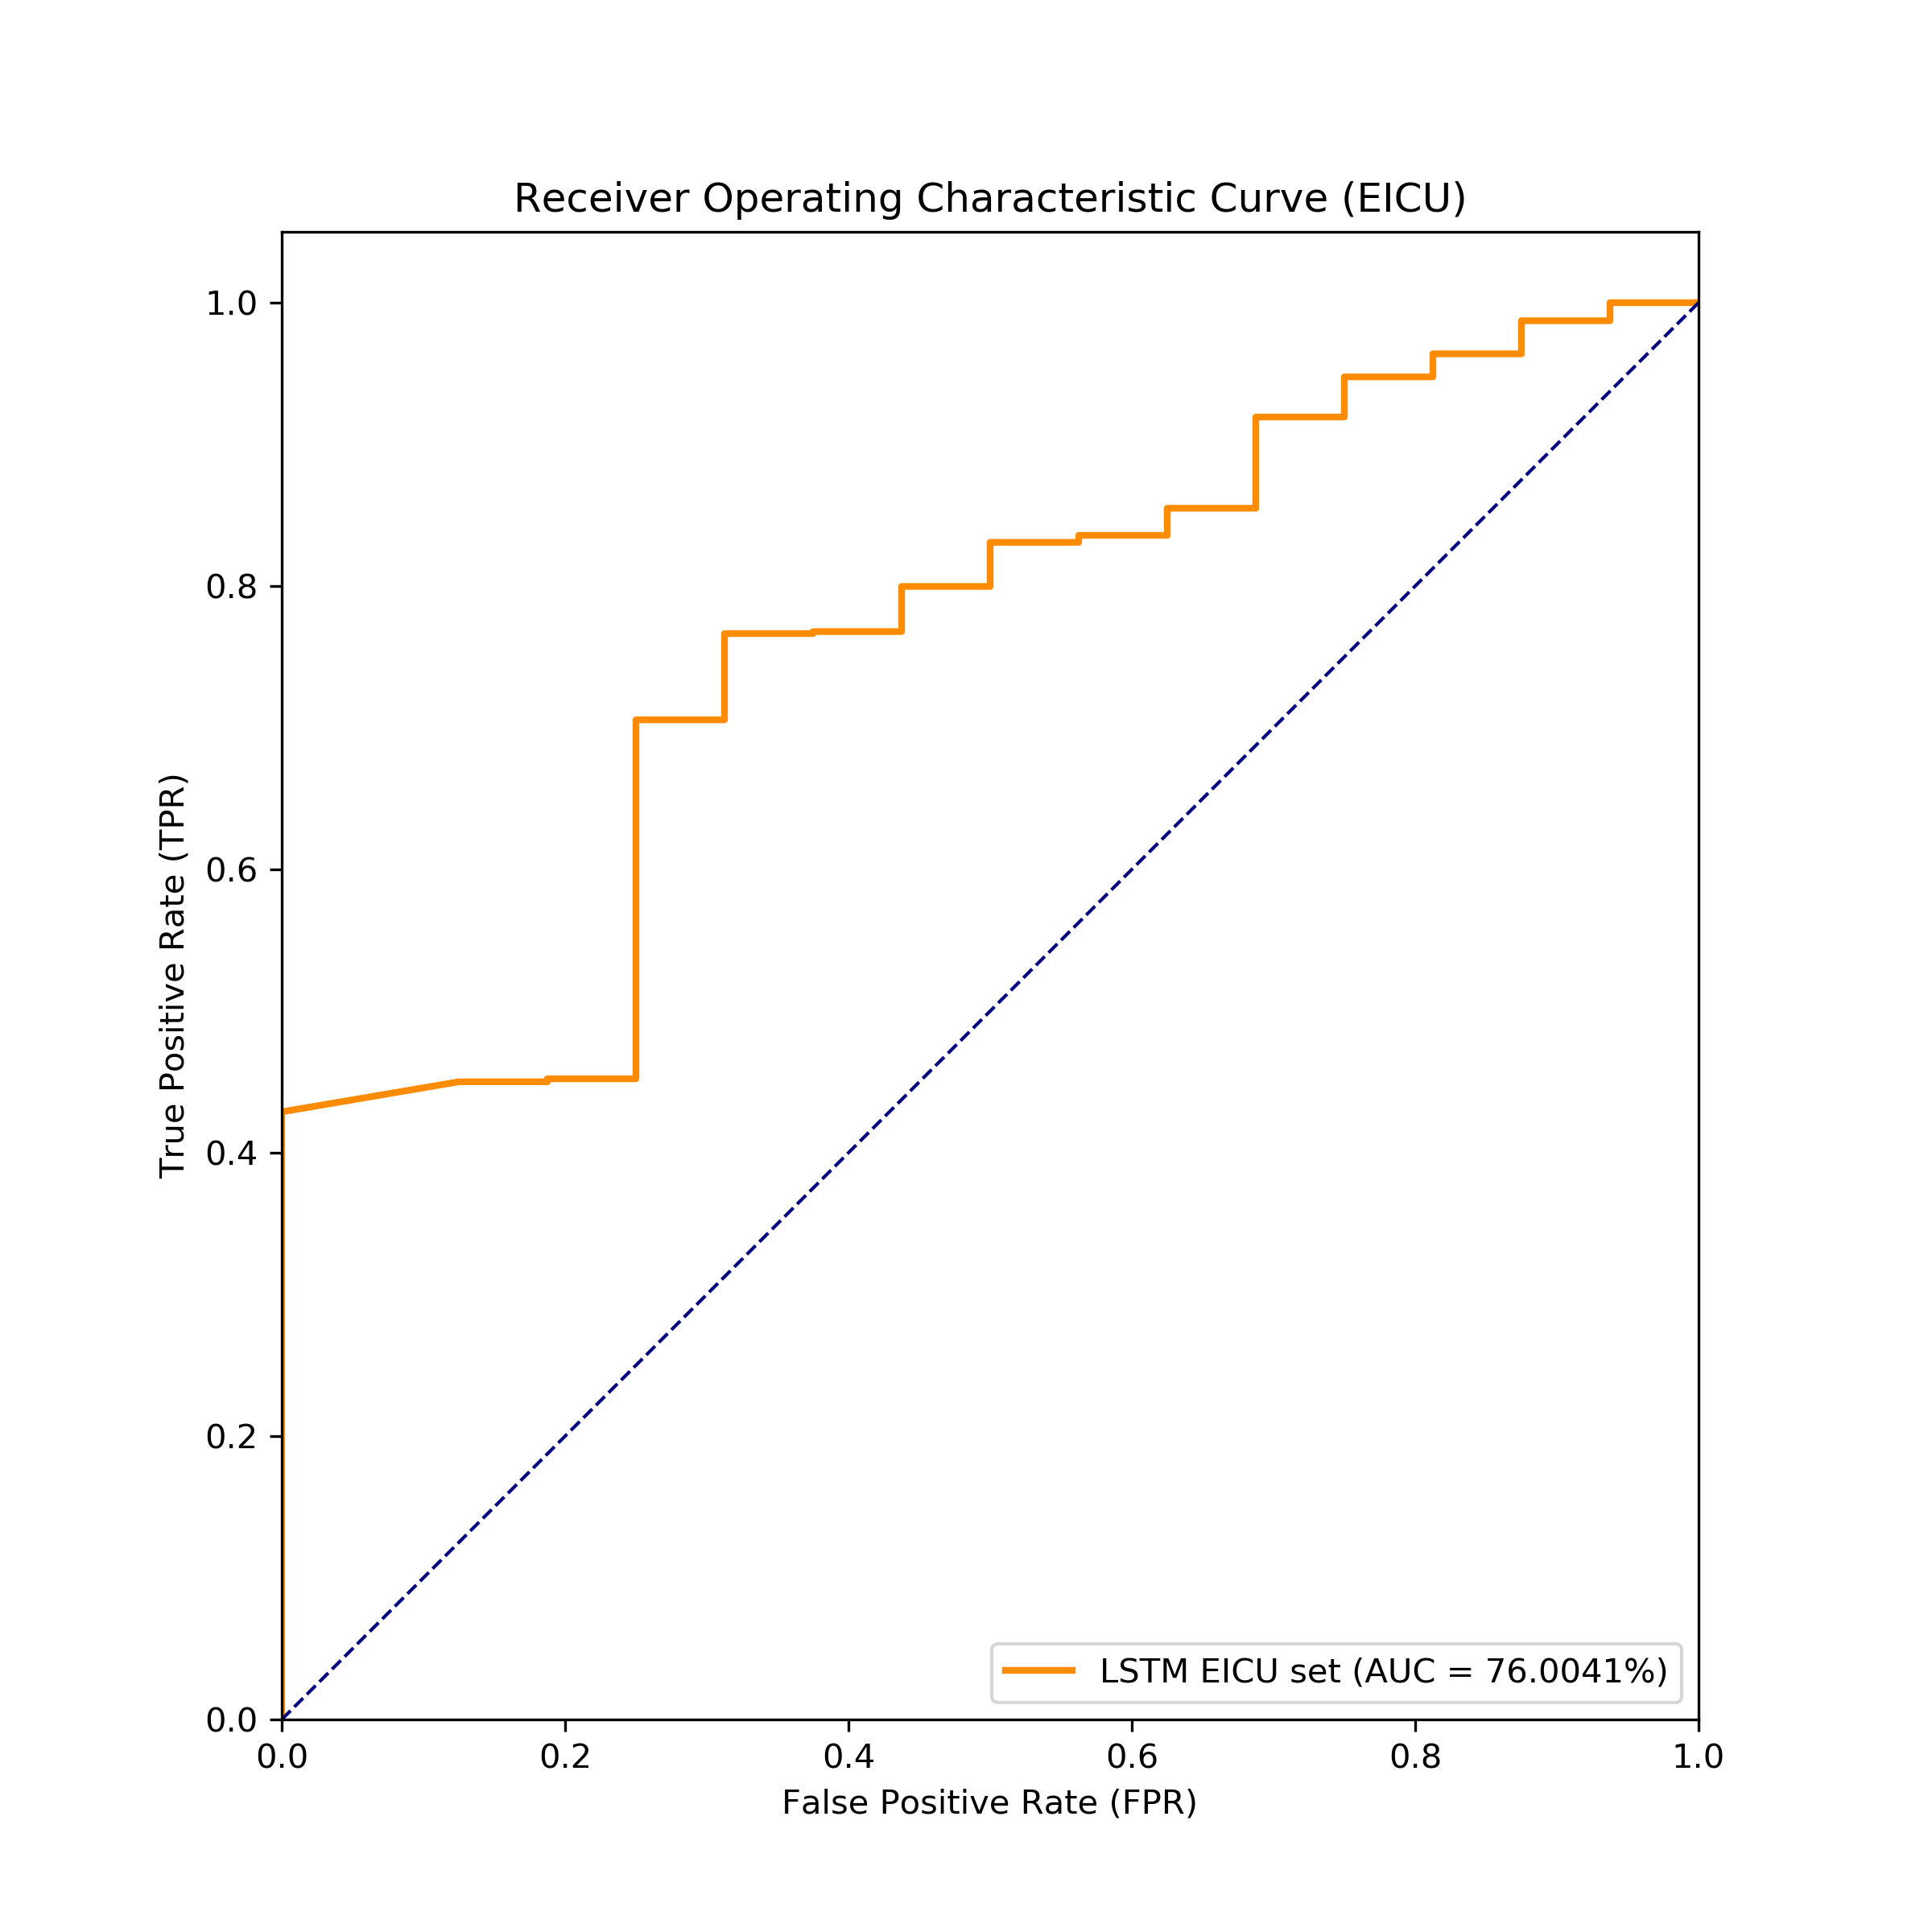 Receiver Operating Characteristic Curve (EICU)
1.0
0.8
0.6
0.4
0.2
0.0
True Positive Rate (TPR)
LSTM EICU set (AUC = 76.0041%)
0.0 0.2 0.4 0.6 0.8 1.0
False Positive Rate (FPR)